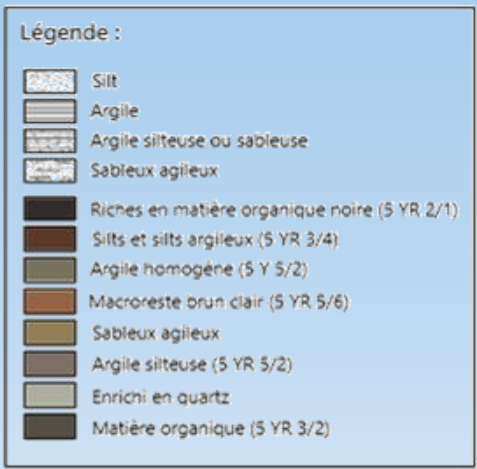 Légende :
Silt
Argile
Argile silteuse ou sableuse
Sableux agileux
Riches en matière organique noire (5 YR 2/1)
Silts et silts argileux (5 YR 3/4)
Argile homogène (5 Y 5/2)
Macroreste brun clair (5 YR 5/6)
Sableux agileux
Argile silteuse (5 YR 5/2)
Enrichi en quartz
Matière organique (5 YR 3/2)